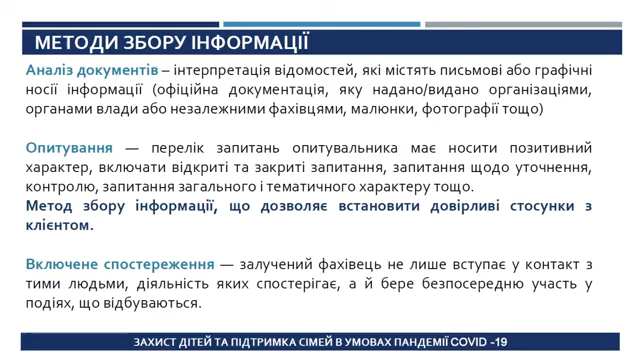 МЕТОДИ ЗБОРУ ІНФОРМАЦІЇ
Аналіз документів – інтерпретація відомостей, які містять письмові або графічні
носії інформації (офіційна документація, яку надано/видано організаціями,
органами влади або незалежними фахівцями, малюнки, фотографії тощо)
Опитування — перелік запитань опитувальника має носити позитивний
характер, включати відкриті та закриті запитання, запитання щодо уточнення,
контролю, запитання загального і тематичного характеру тощо.
Метод збору інформації, що дозволяє встановити довірливі стосунки з
клієнтом.
Включене спостереження — залучений фахівець не лише вступає у контакт з
тими людьми, діяльність яких спостерігає, а й бере безпосередню участь у
подіях, що відбуваються.
ЗАХИСТ ДІТЕЙ ТА ПІДТРИМКА СІМЕЙ В УМОВАХ ПАНДЕМІЇ COVID -19